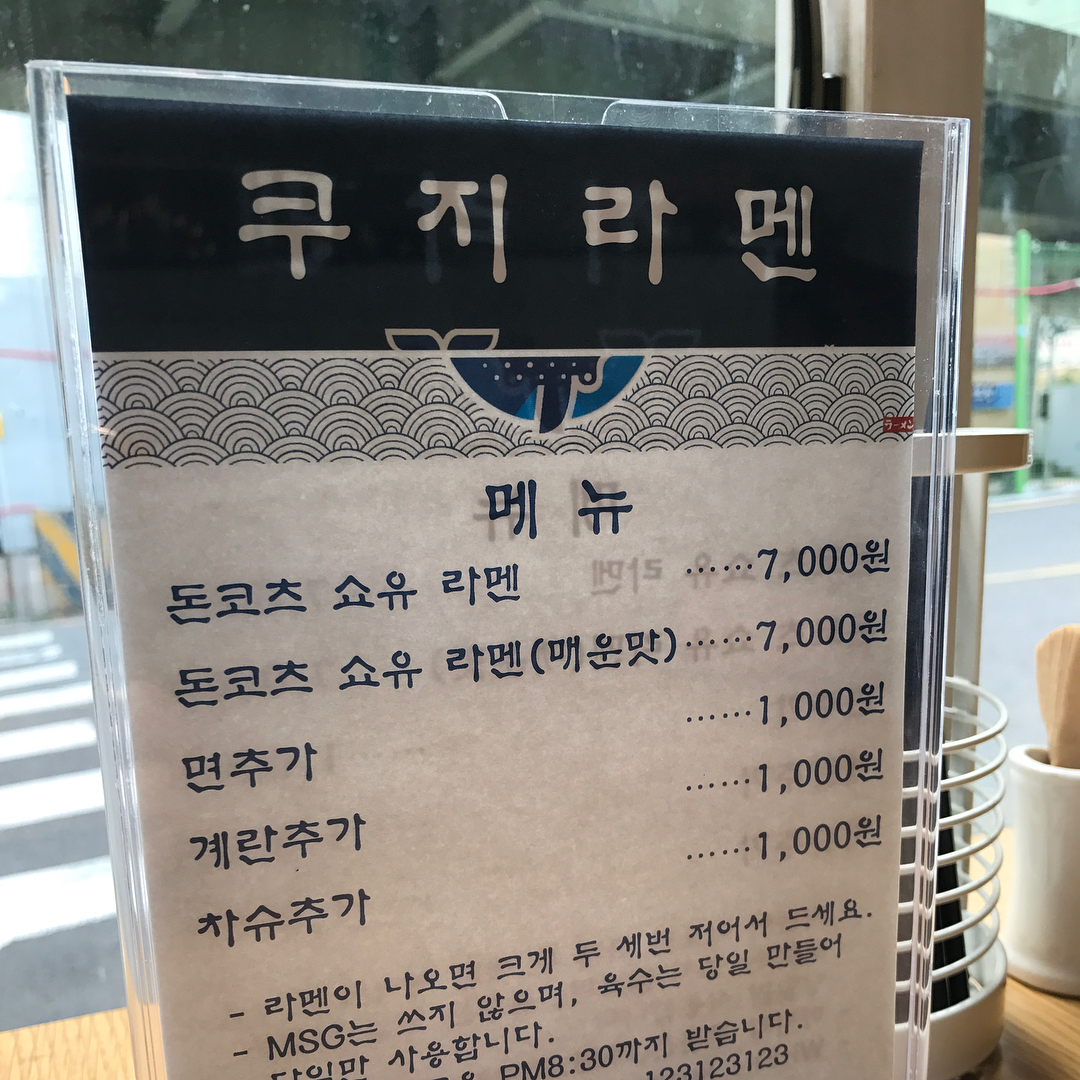 쿠지라멘
ラーメン
메뉴
돈코츠 쇼유 라멘 ……7,000원
돈코츠 쇼유 라멘(매운맛)……7,000원
면추가 ……1,000원
계란추가 ……1,000원
차슈추가 ……1,000원
- 라멘이 나오면 크게 두 세번 저어서 드세요.
- MSG는 쓰지 않으며, 육수는 당일 만들어
당일만 사용합니다.
PM8:30까지 받습니다.
123123123